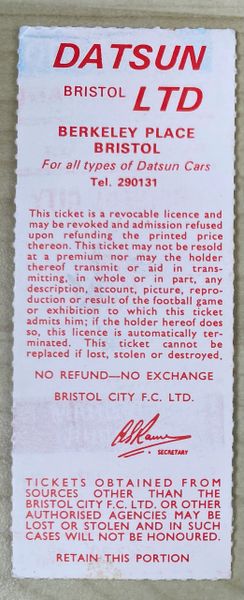 DATSUN
BRISTOL LTD
BERKELEY PLACE
BRISTOL
For all types of Datsun Cars
Tel. 290131
This ticket is a revocable licence and
may be revoked and admission refused
upon refunding the printed price
thereon. This ticket may not be resold
at a premium nor may the holder
thereof transmit or aid in trans-
mitting, in whole or in part, any
description, account, picture, repro-
duction or result of the football game
or exhibition to which this ticket
admits him; if the holder hereof does
so, this licence is automatically ter-
minated. This ticket cannot be
replaced if lost, stolen or destroyed.
NO REFUND—NO EXCHANGE
BRISTOL CITY F.C. LTD.
SECRETARY
TICKETS OBTAINED FROM
SOURCES OTHER THAN THE
BRISTOL CITY F.C. LTD. OR OTHER
AUTHORISED AGENCIES MAY BE
LOST OR STOLEN AND IN SUCH
CASES WILL NOT BE HONOURED.
RETAIN THIS PORTION